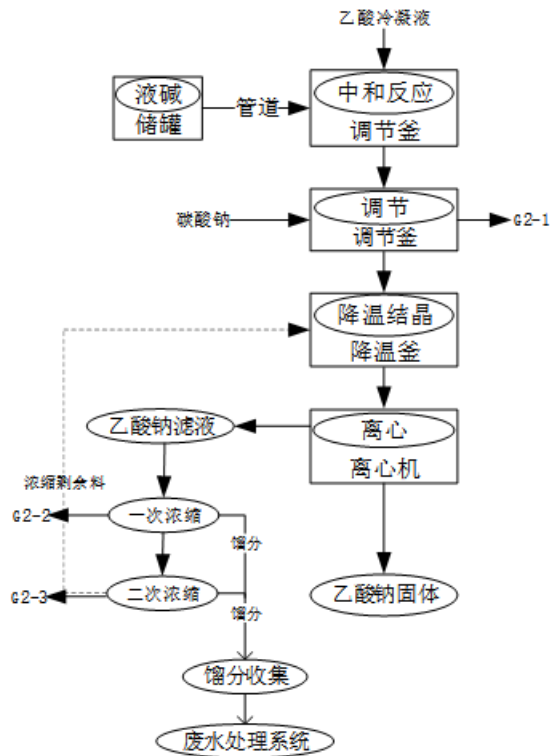 乙酸冷凝液
液碱
储罐
管道
中和反应
调节釜
碳酸钠
调节
调节釜
G2-1
降温结晶
降温釜
乙酸钠滤液
离心
离心机
浓缩剩余料
G2-2
一次浓缩
馏分
G2-3
二次浓缩
馏分
乙酸钠固体
馏分收集
废水处理系统